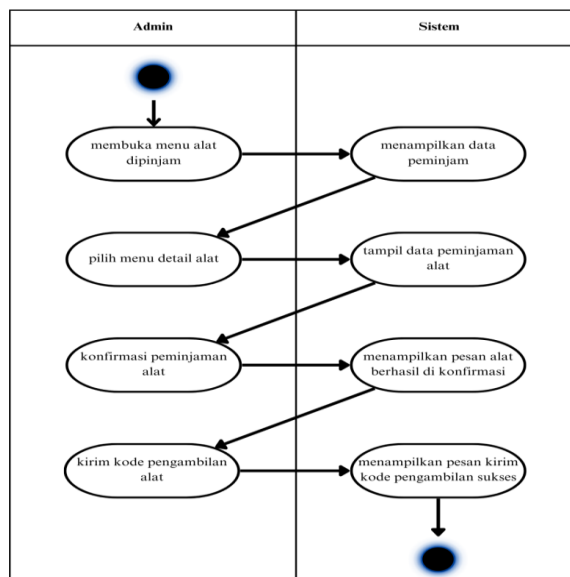 Admin
Sistem
membuka menu alat
dipinjam
menampilkan data
peminjam
pilih menu detail alat
tampil data peminjaman
alat
konfirmasi peminjaman
alat
menampilkan pesan alat
berhasil di konfirmasi
kirim kode pengambilan
alat
menampilkan pesan kirim
kode pengambilan sukses